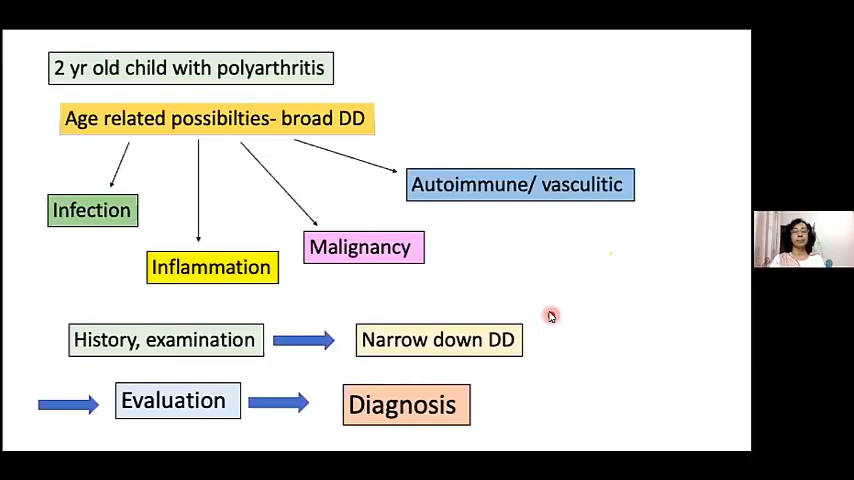 2 yr old child with polyarthritis
Age related possibilties- broad DD
Autoimmune/ vasculitic
Infection
Malignancy
Inflammation
History, examination
Narrow down DD
Evaluation
Diagnosis